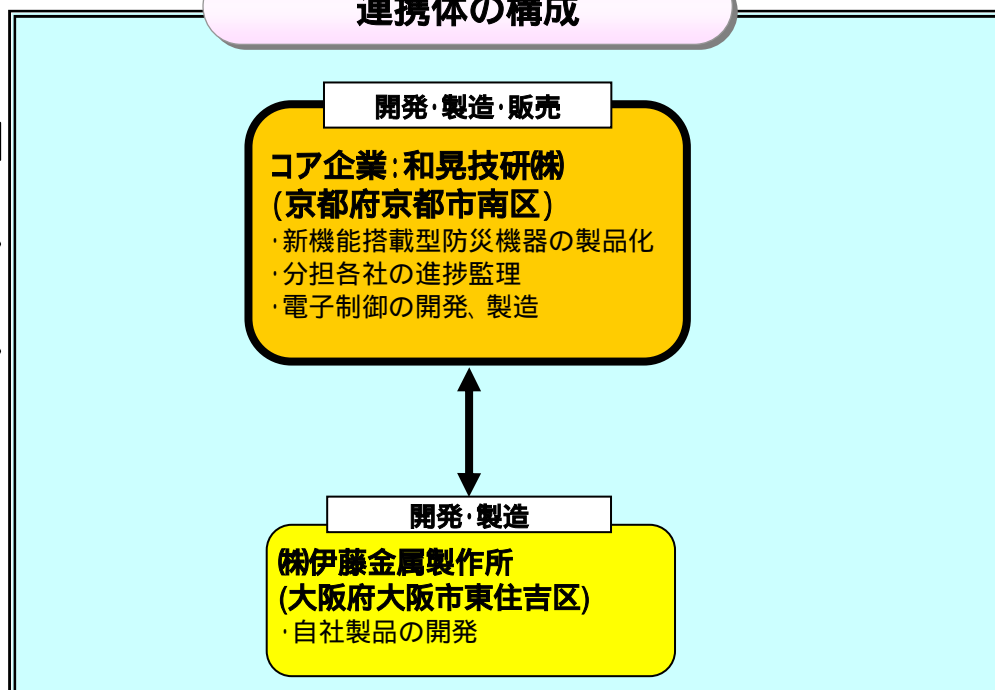 連携体の構成
開発・製造・販売
コア企業:和晃技研㈱
(京都府京都市南区)
・新機能搭載型防災機器の製品化
・分担各社の進捗監理
・電子制御の開発、製造
開発・製造
㈱伊藤金属製作所
(大阪府大阪市東住吉区)
・自社製品の開発